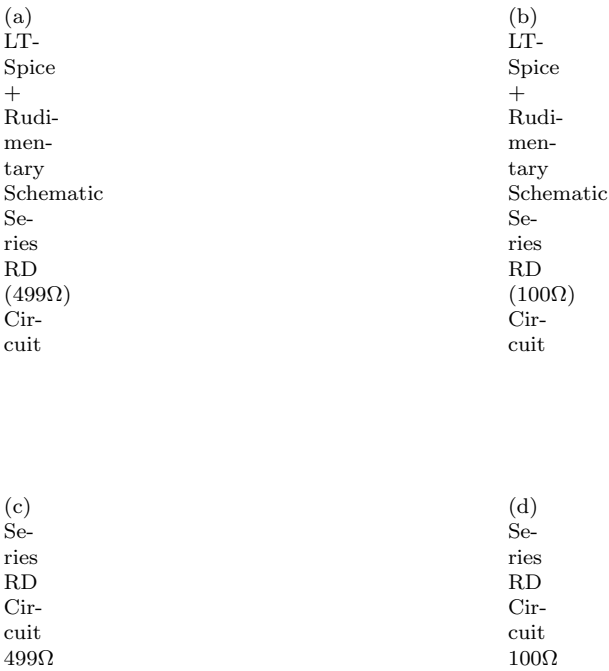 (a)
LT-
Spice
+
Rudi-
men-
tary
Schematic
Se-
ries
RD
(499Ω)
Cir-
cuit
(b)
LT-
Spice
+
Rudi-
men-
tary
Schematic
Se-
ries
RD
(100Ω)
Cir-
cuit
(c)
Se-
ries
RD
Cir-
cuit
499Ω
(d)
Se-
ries
RD
Cir-
cuit
100Ω